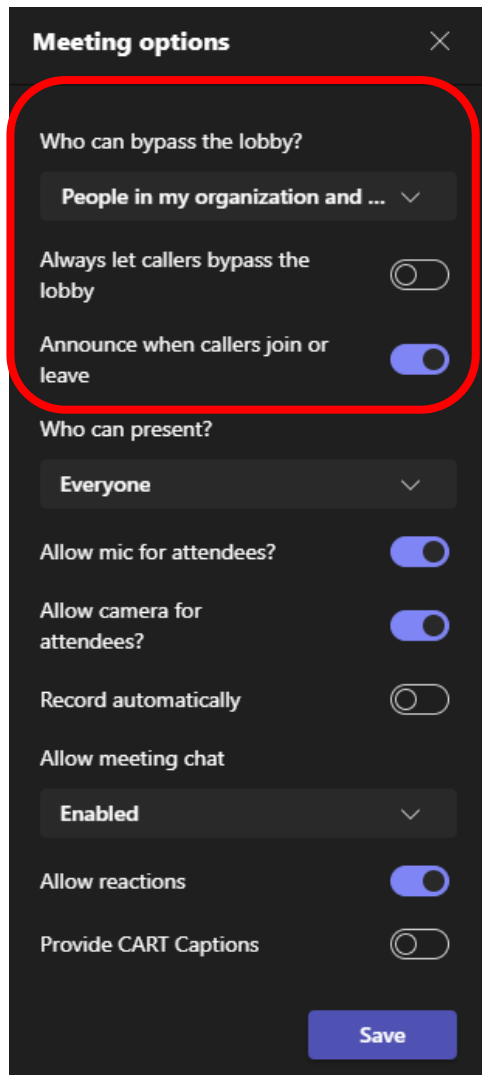 Meeting options
Who can bypass the lobby?
People in my organization and ...
Always let callers bypass the
lobby
Announce when callers join or
leave
Who can present?
Everyone
Allow mic for attendees?
Allow camera for
attendees?
Record automatically
Allow meeting chat
Enabled
Allow reactions
Provide CART Captions
Save